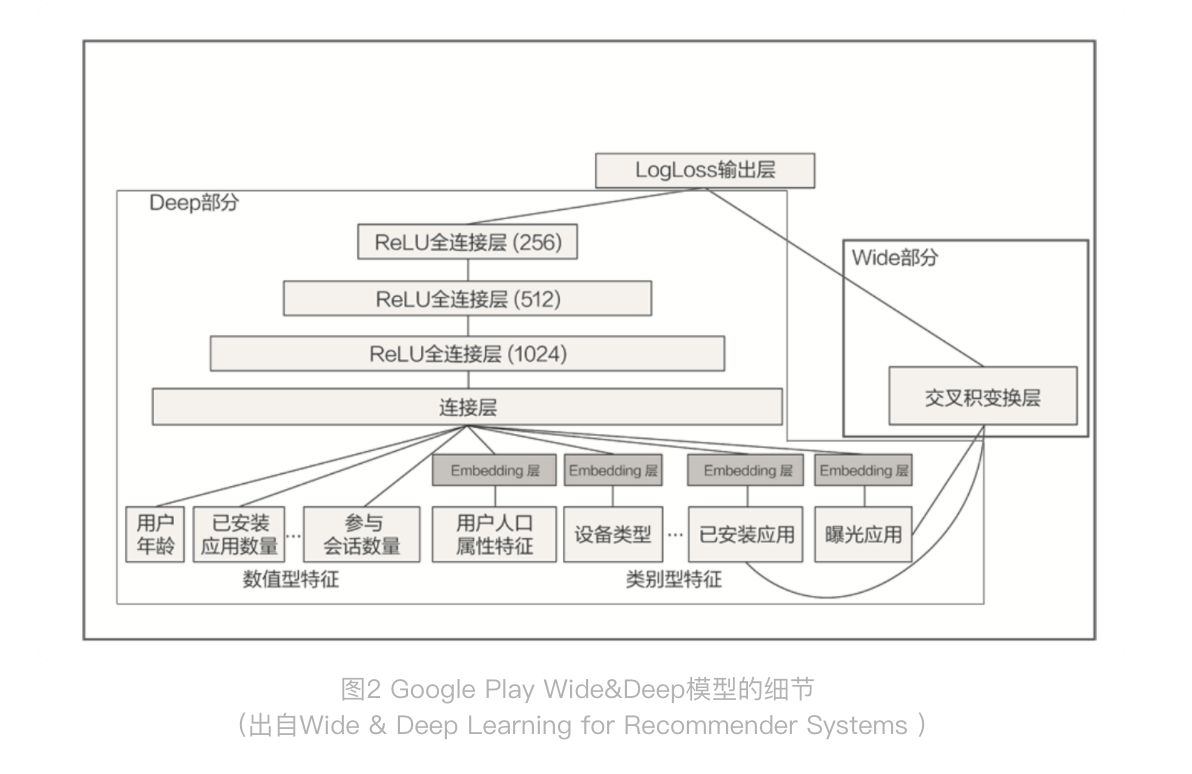 LogLoss输出层
Deep部分
ReLU全连接层 (256)
Wide部分
ReLU全连接层 (512)
ReLU全连接层 (1024)
交叉积变换层
连接层
Embedding 层
Embedding 层
Embedding 层
Embedding 层
用户
年龄
已安装
应用数量
...
参与
会话数量
用户人口
属性特征
设备类型
...
已安装应用
曝光应用
数值型特征
类别型特征
图2 Google Play Wide&Deep模型的细节
（出自Wide & Deep Learning for Recommender Systems ）